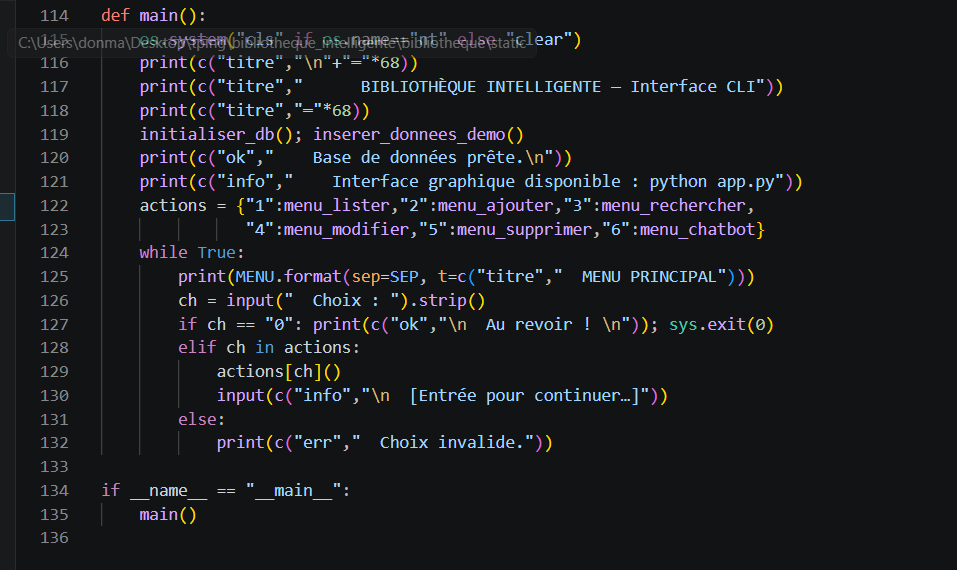 114 def main():
115     os.system("cls" if os.name=="nt" else "clear")
C:\Users\donma\Desktop\tping\bibliotheque_intelligente\bibliotheque\static
116     print(c("titre","\n"+"="*68))
117     print(c("titre","      BIBLIOTHÈQUE INTELLIGENTE — Interface CLI"))
118     print(c("titre","="*68))
119     initialiser_db(); inserer_donnees_demo()
120     print(c("ok","    Base de données prête.\n"))
121     print(c("info","    Interface graphique disponible : python app.py"))
122     actions = {"1":menu_lister,"2":menu_ajouter,"3":menu_rechercher,
123                "4":menu_modifier,"5":menu_supprimer,"6":menu_chatbot}
124     while True:
125         print(MENU.format(sep=SEP, t=c("titre","  MENU PRINCIPAL")))
126         ch = input("  Choix : ").strip()
127         if ch == "0": print(c("ok","\n  Au revoir ! \n")); sys.exit(0)
128         elif ch in actions:
129             actions[ch]()
130             input(c("info","\n  [Entrée pour continuer…]"))
131         else:
132             print(c("err","  Choix invalide."))
133
134 if __name__ == "__main__":
135     main()
136